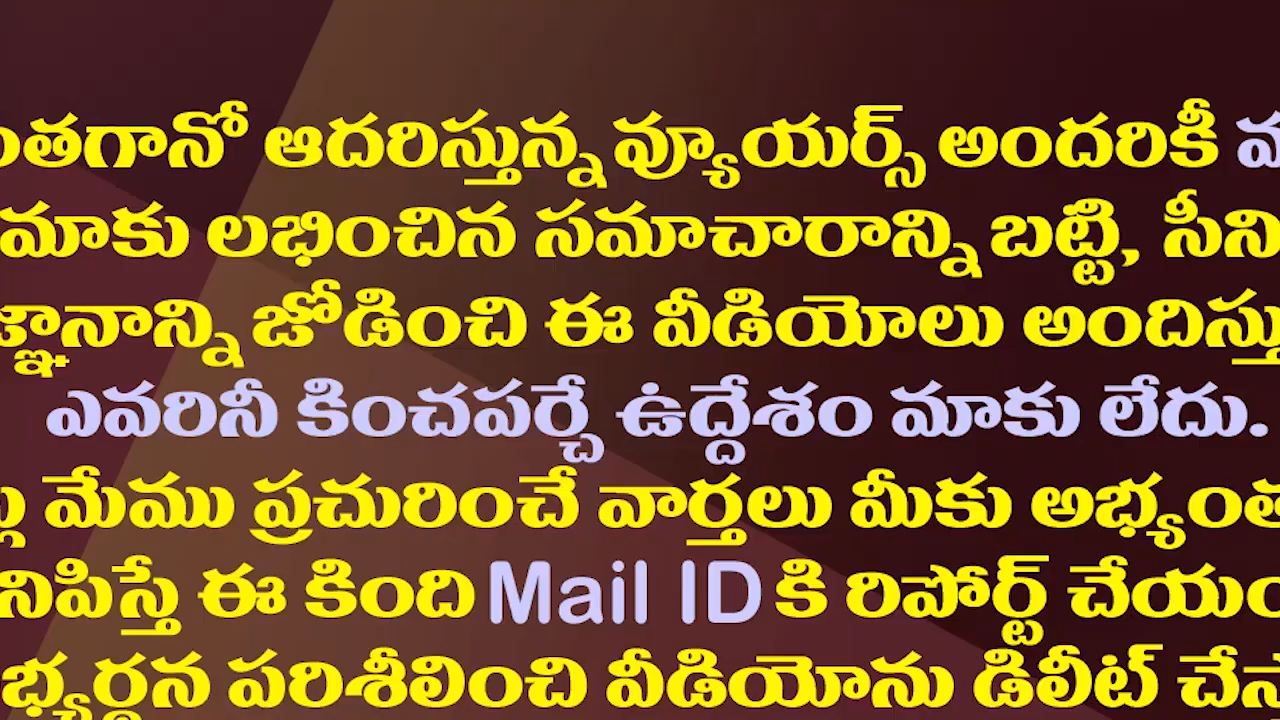 ంతగానో ఆదరిస్తున్న వ్యూయర్స్ అందరికీ
మాకు లభించిన సమాచారాన్ని బట్టి, సీని
జ్ఞానాన్ని జోడించి ఈ వీడియోలు అందిస్తు
ఎవరినీ కించపర్చే ఉద్దేశం మాకు లేదు.
మేము ప్రచురించే వార్తలు మీకు అభ్యంత
నిపిస్తే ఈ కింది Mail ID కి రిపోర్ట్ చేయం
భ్యర్థన పరిశీలించి వీడియోను డిలీట్ చేస